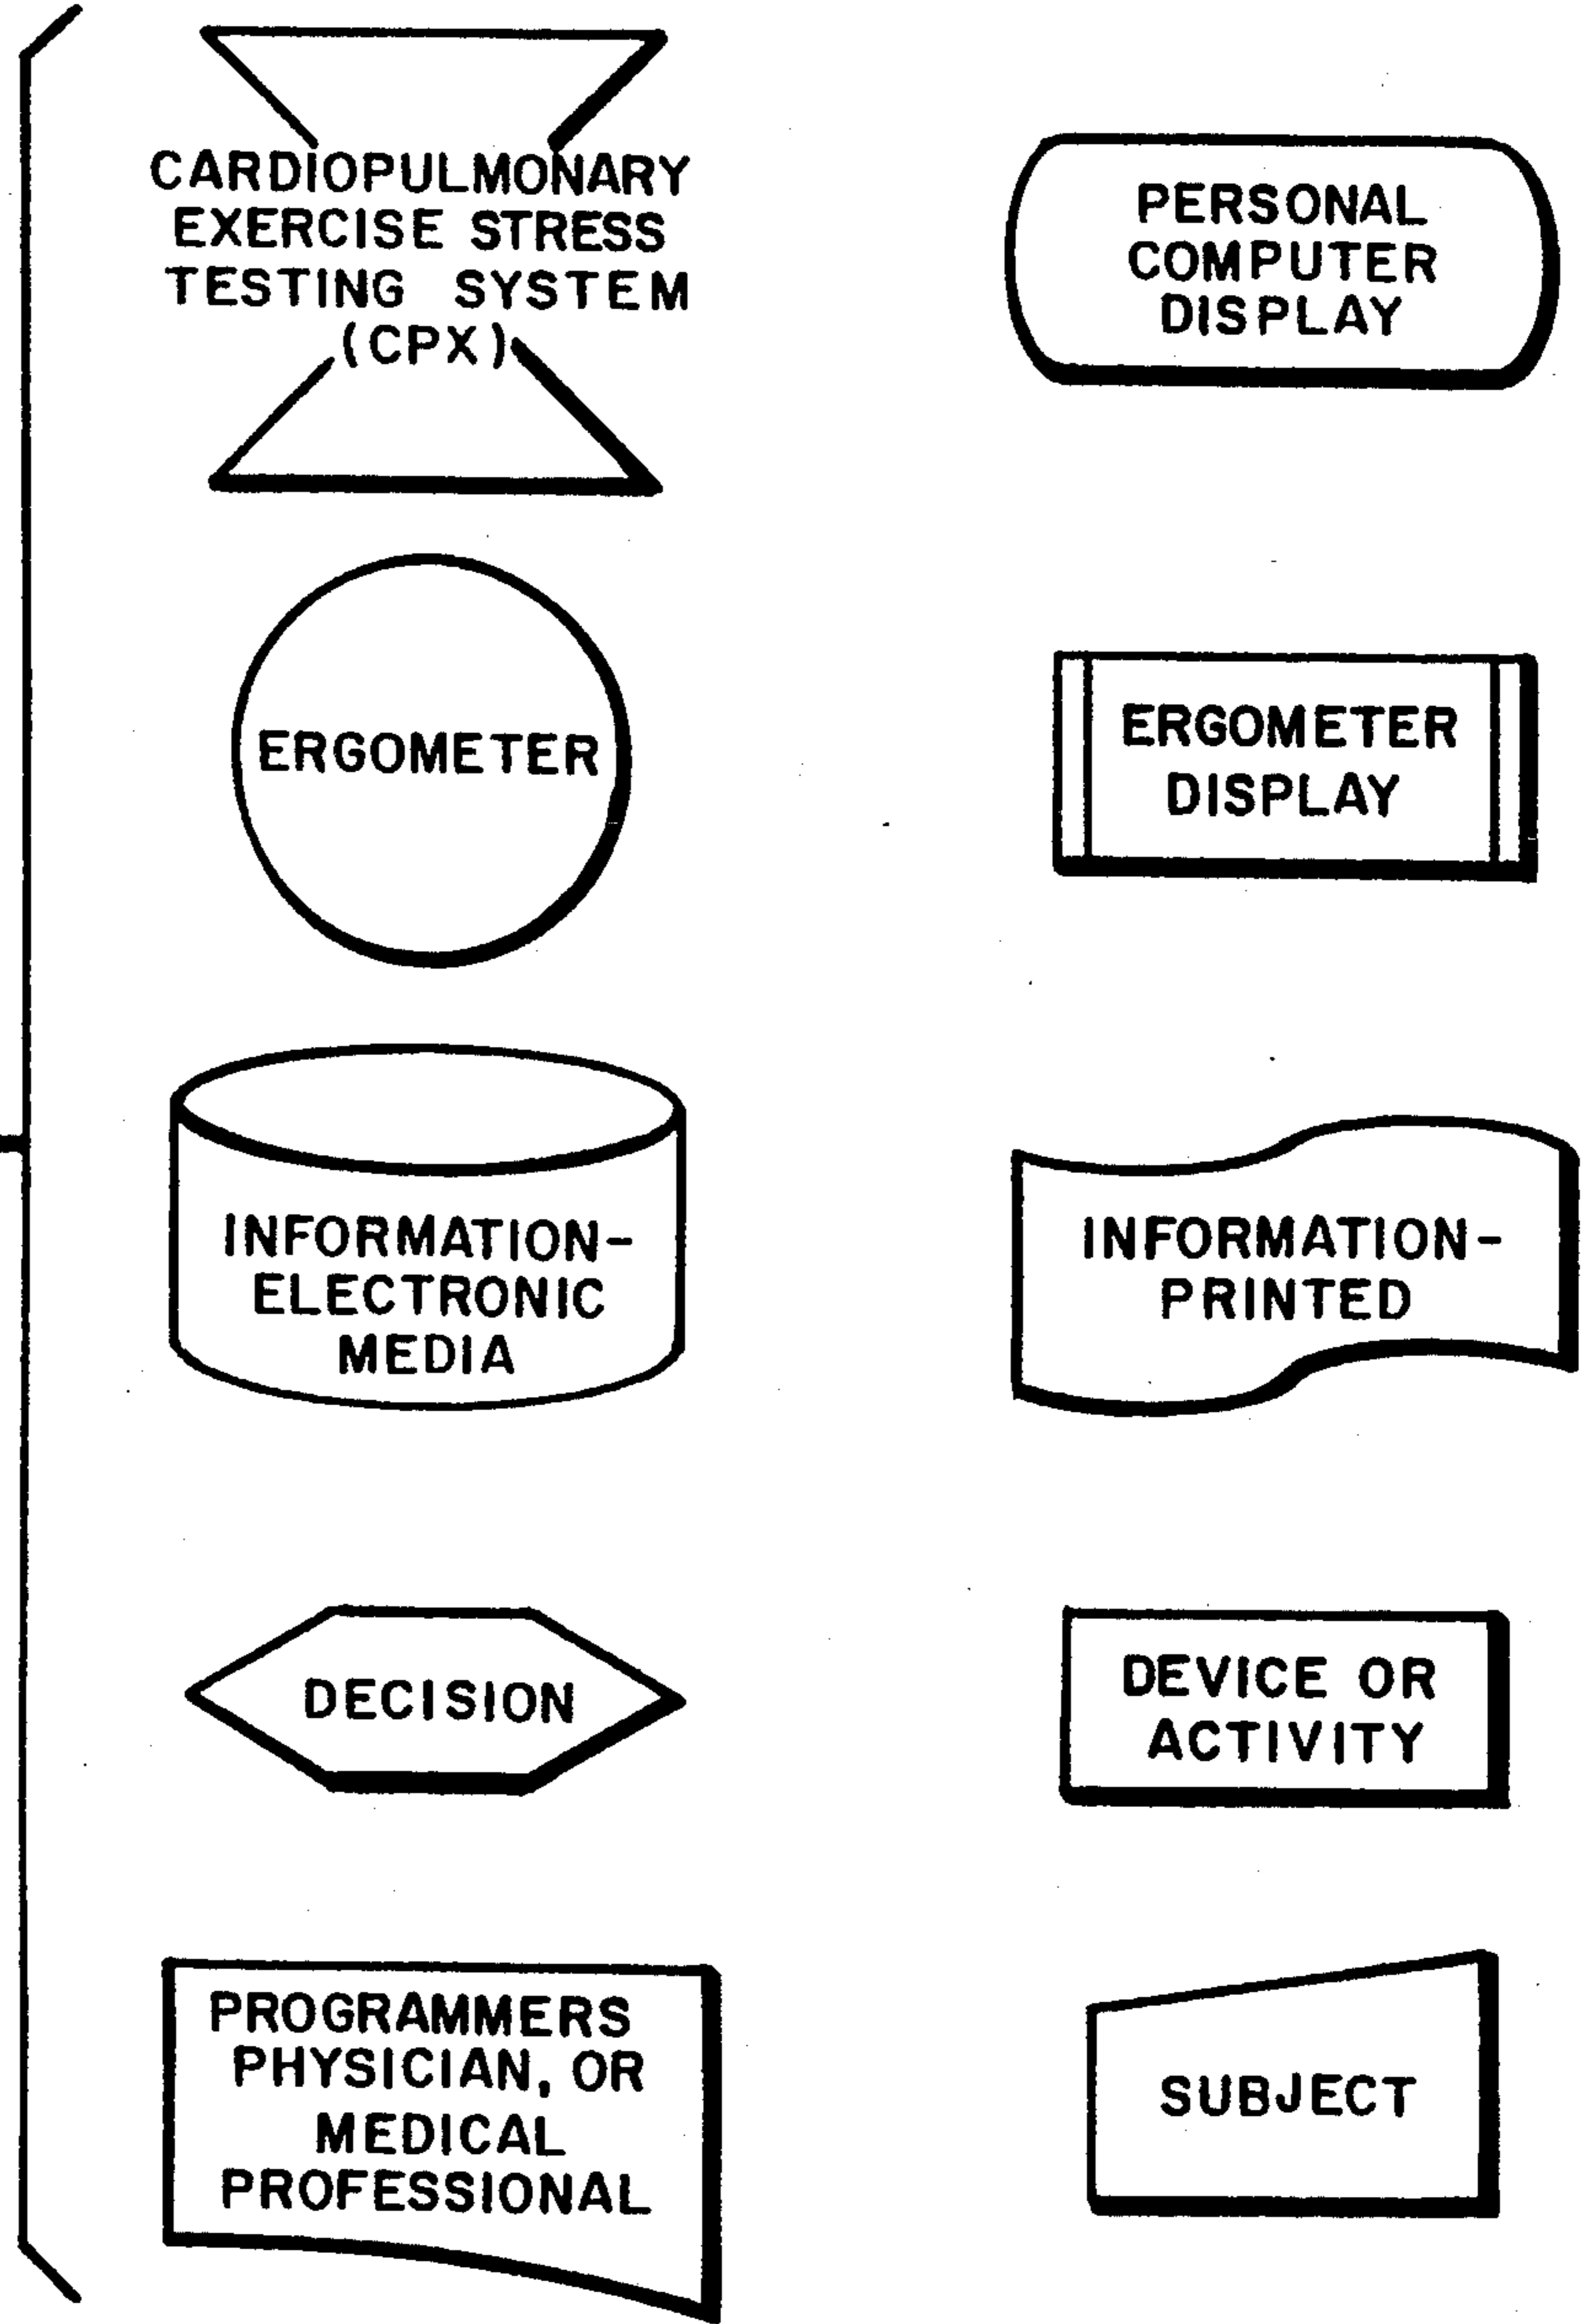 CARDIOPULMONARY
EXERCISE STRESS
TESTING SYSTEM
(CPX)
PERSONAL
COMPUTER
DISPLAY
ERGOMETER
ERGOMETER
DISPLAY
INFORMATION-
ELECTRONIC
MEDIA
INFORMATION-
PRINTED
DECISION
DEVICE OR
ACTIVITY
PROGRAMMERS
PHYSICIAN, OR
MEDICAL
PROFESSIONAL
SUBJECT